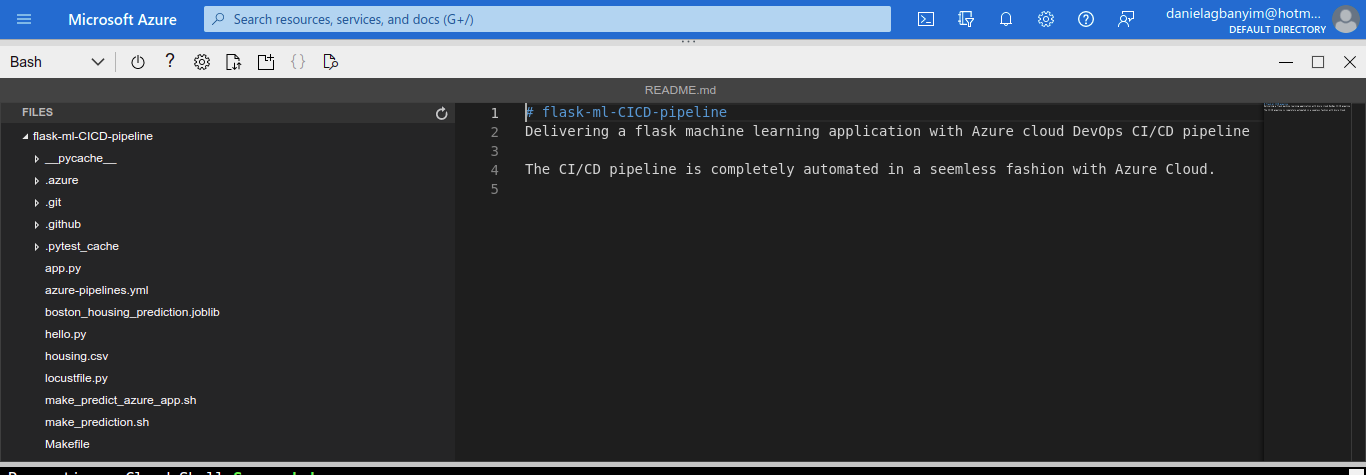 Microsoft Azure
Search resources, services, and docs (G+/)
danielagbanyim@hotm...
DEFAULT DIRECTORY
Bash
README.md
FILES
flask-ml-CICD-pipeline
__pycache__
.azure
.git
.github
.pytest_cache
app.py
azure-pipelines.yml
boston_housing_prediction.joblib
hello.py
housing.csv
locustfile.py
make_predict_azure_app.sh
make_prediction.sh
Makefile
1 # flask-ml-CICD-pipeline
2 Delivering a flask machine learning application with Azure cloud DevOps CI/CD pipeline
3
4 The CI/CD pipeline is completely automated in a seemless fashion with Azure Cloud.
5